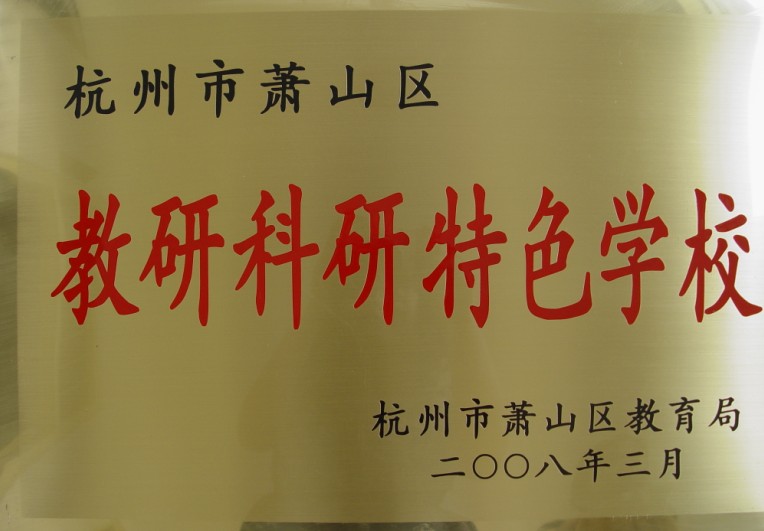 杭州市萧山区
教研科研特色学校
杭州市萧山区教育局
二〇〇八年三月